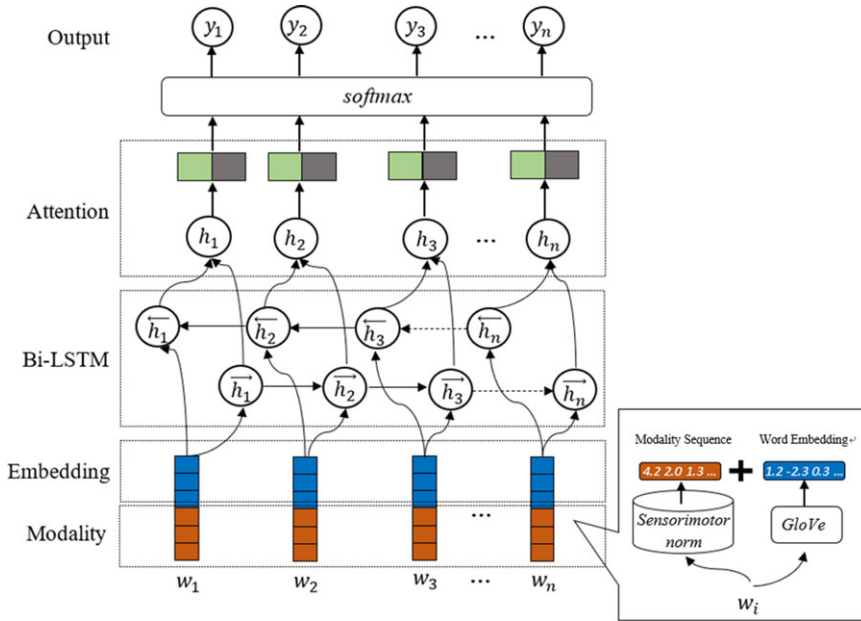 Output y₁ y₂ y₃ ... yₙ
softmax
Attention
h₁ h₂ h₃ ... hₙ
←h₁ ←h₂ ←h₃ ←hₙ
Bi-LSTM
→h₁ →h₂ →h₃ →hₙ
Embedding
Modality ...
w₁ w₂ w₃ ... wₙ
Modality Sequence Word Embedding↵
4.2 2.0 1.3 ... + 1.2 -2.3 0.3 ...
Sensorimotor
norm
GloVe
wᵢ